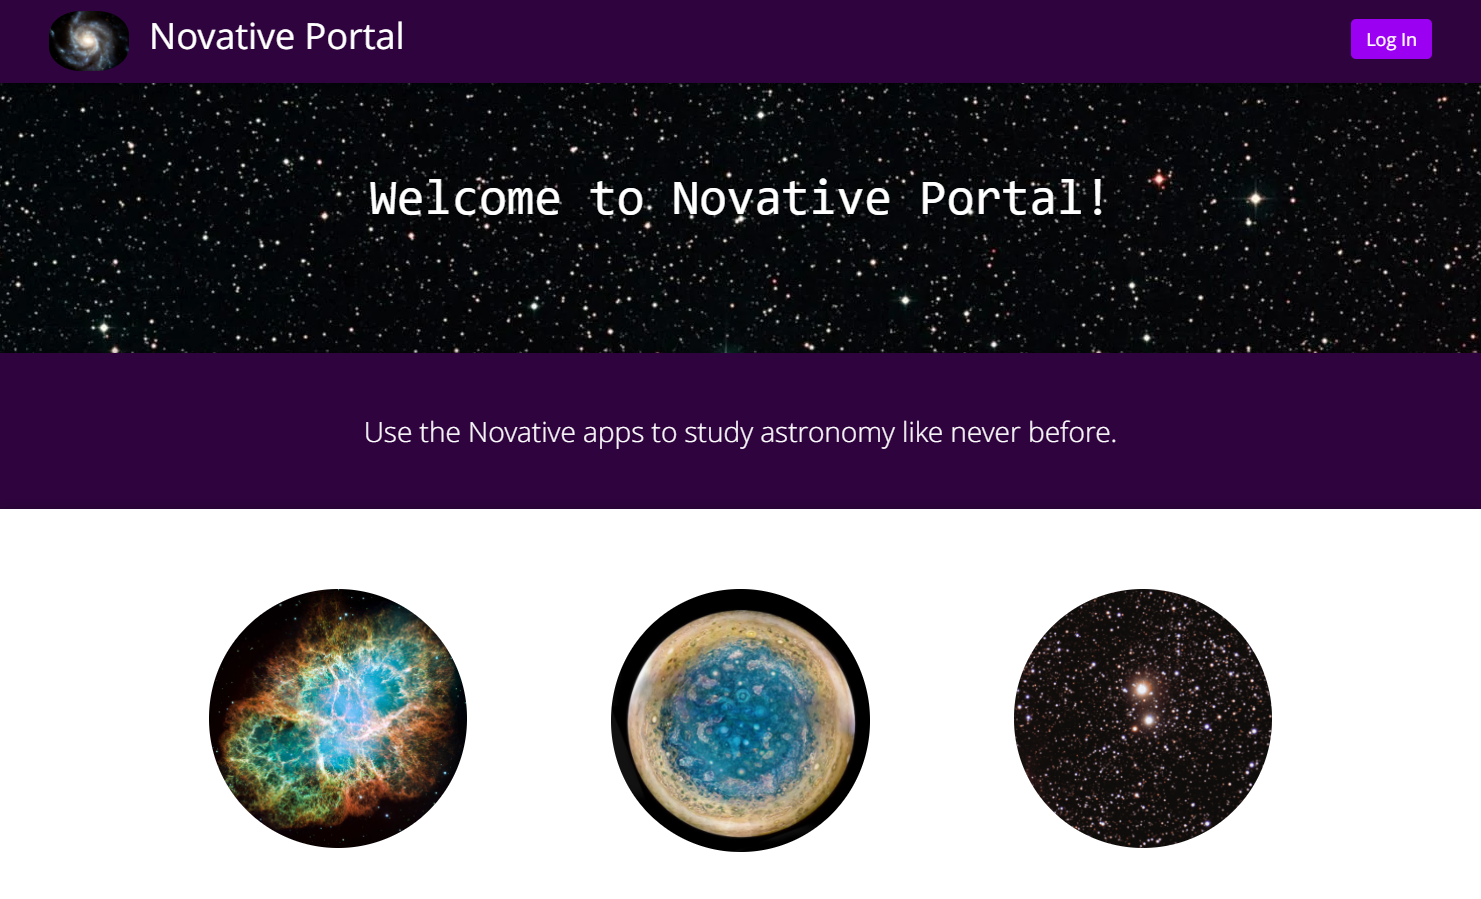 Novative Portal
Log In
Welcome to Novative Portal!
Use the Novative apps to study astronomy like never before.